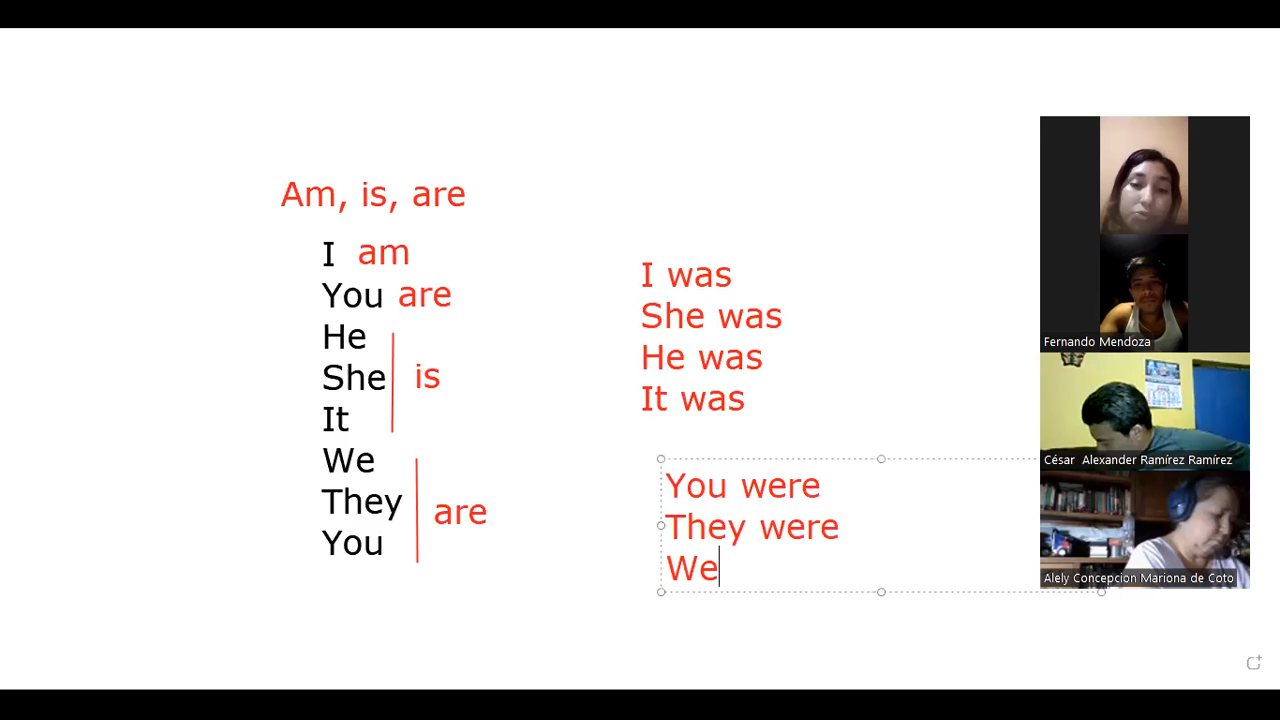 Am, is, are
I am
You are
He
She is
It
We
They are
You
I was
She was
He was
It was
You were
They were
We
Fernando Mendoza
César Alexander Ramírez Ramírez
Alely Concepcion Mariona de Coto